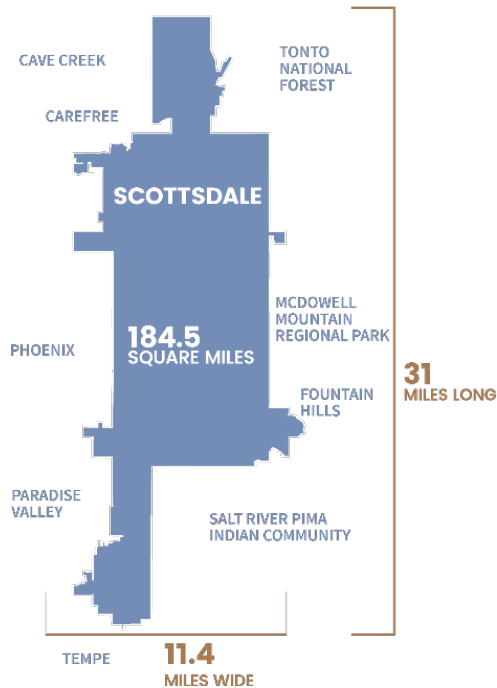 CAVE CREEK
TONTO
NATIONAL
FOREST
CAREFREE
SCOTTSDALE
MCDOWELL
MOUNTAIN
REGIONAL PARK
184.5
SQUARE MILES
PHOENIX
31
MILES LONG
FOUNTAIN
HILLS
PARADISE
VALLEY
SALT RIVER PIMA
INDIAN COMMUNITY
TEMPE
11.4
MILES WIDE